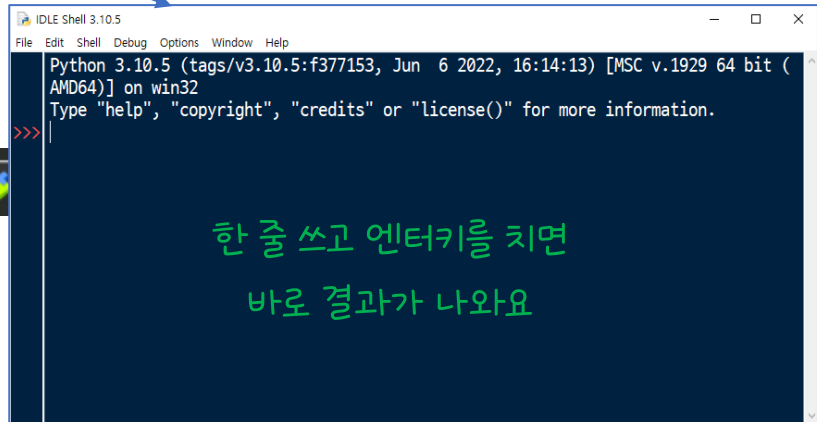 IDLE Shell 3.10.5
File Edit Shell Debug Options Window Help
Python 3.10.5 (tags/v3.10.5:f377153, Jun  6 2022, 16:14:13) [MSC v.1929 64 bit (
AMD64)] on win32
Type "help", "copyright", "credits" or "license()" for more information.
>>>
한 줄 쓰고 엔터키를 치면
바로 결과가 나와요